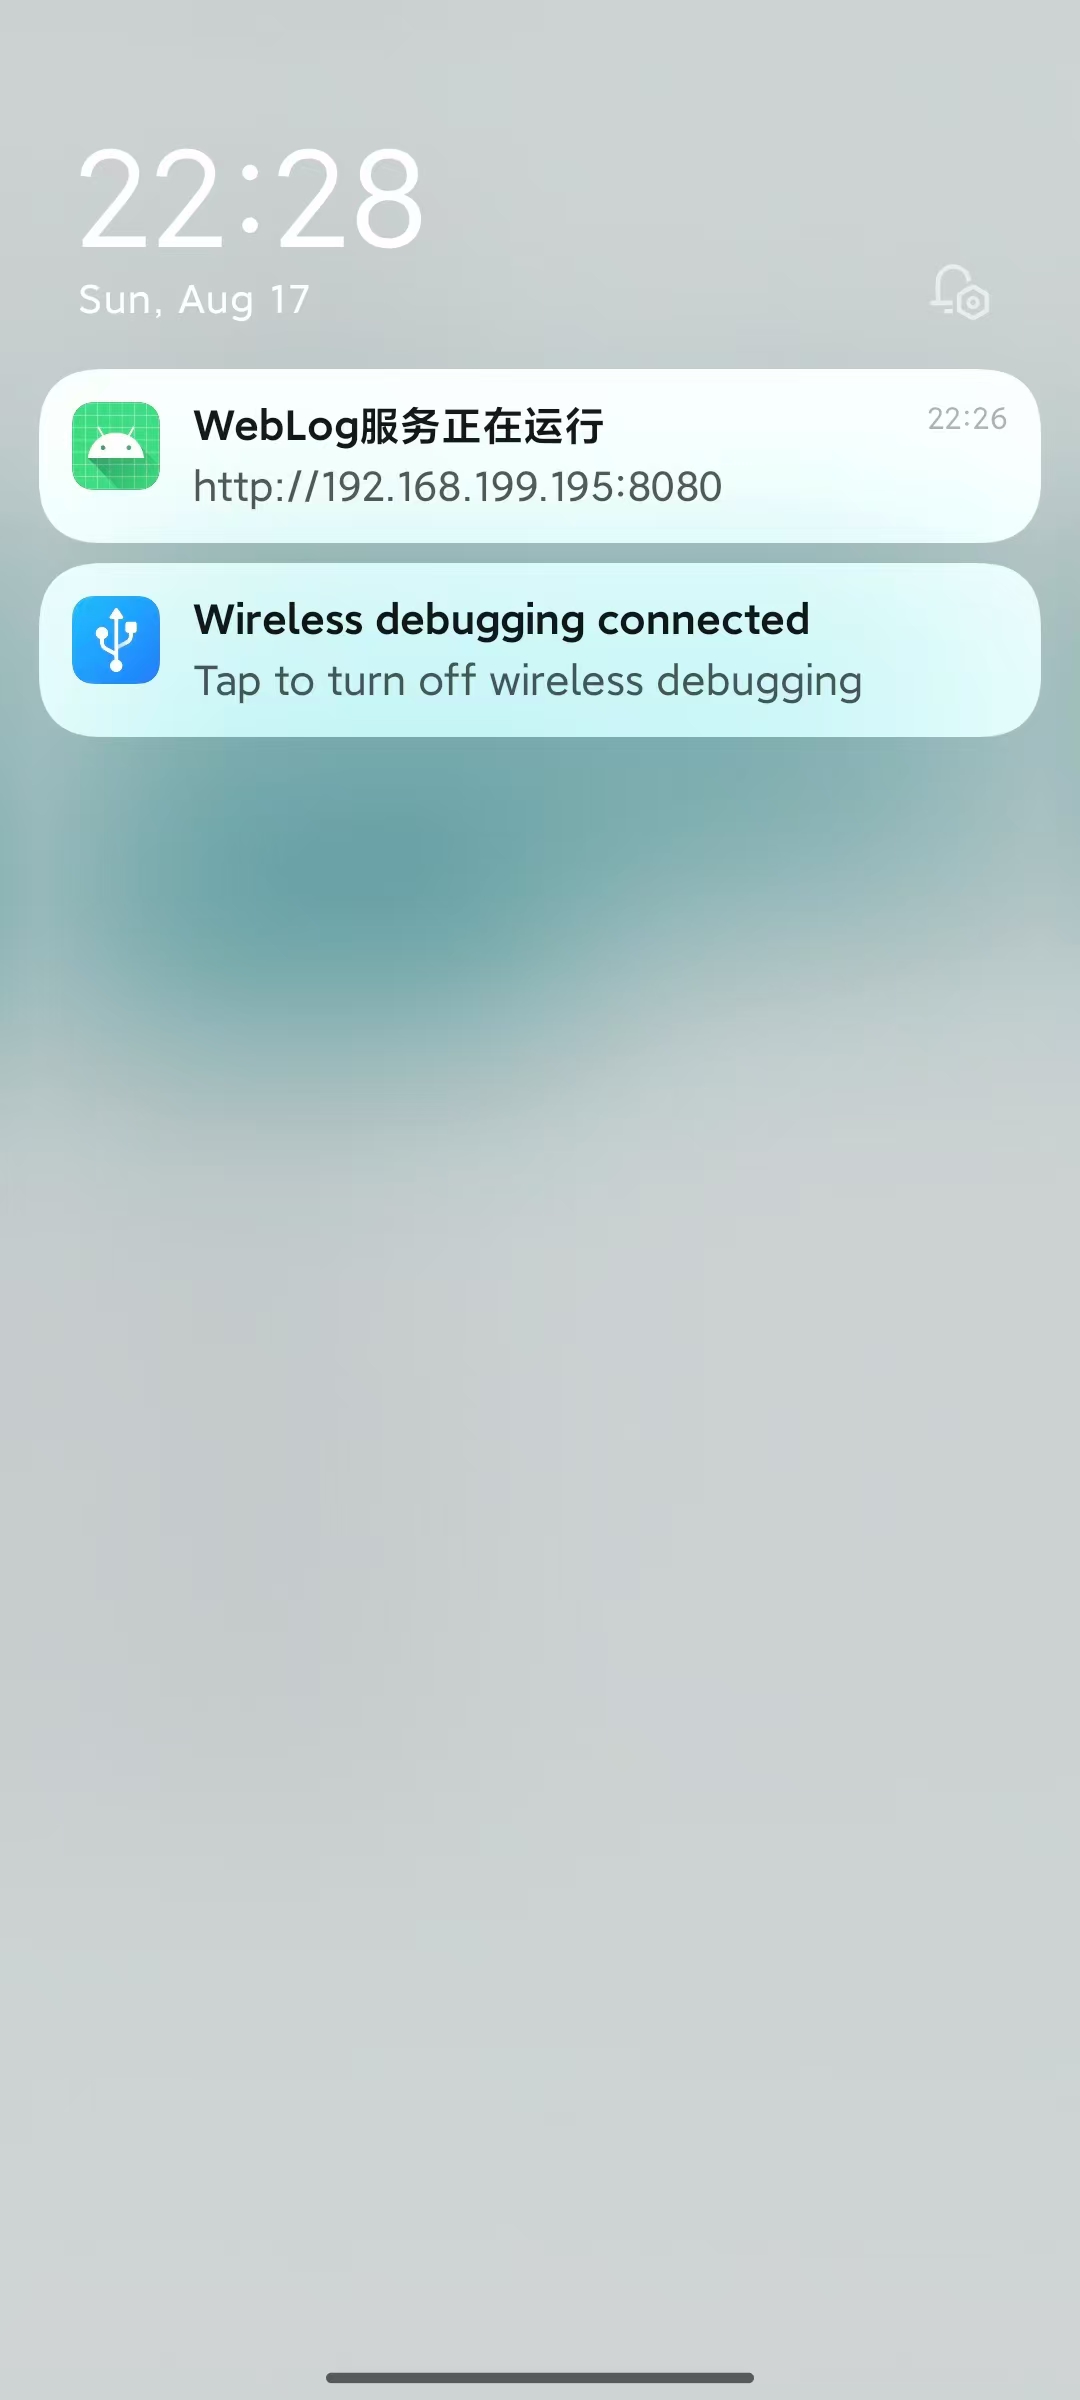 22:28
Sun, Aug 17
WebLog服务正在运行
22:26
http://192.168.199.195:8080
Wireless debugging connected
Tap to turn off wireless debugging